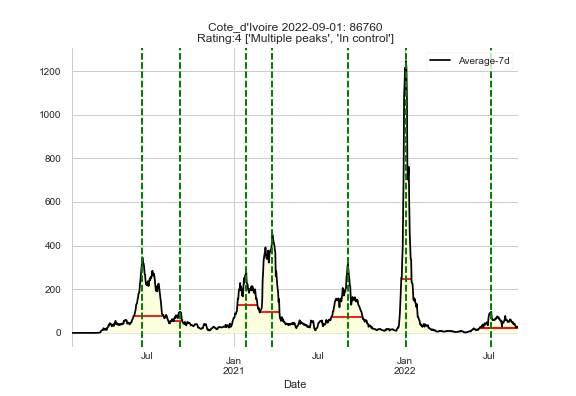 Cote_d'Ivoire 2022-09-01: 86760
Rating:4 ['Multiple peaks', 'In control']
Average-7d
1200
1000
800
600
400
200
0
Jul
Jan
2021
Jul
Jan
2022
Jul
Date